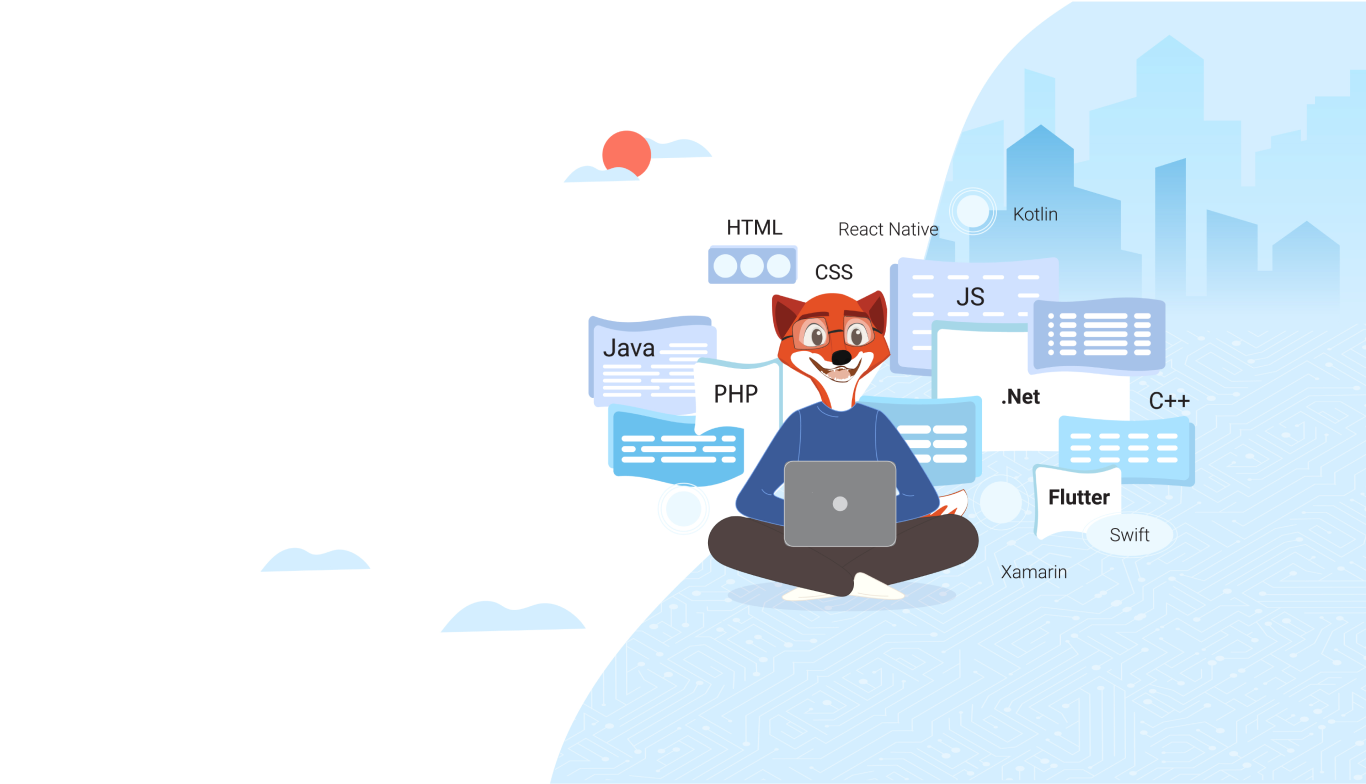 Kotlin
HTML
React Native
CSS
JS
Java
PHP
.Net
C++
Flutter
Swift
Xamarin